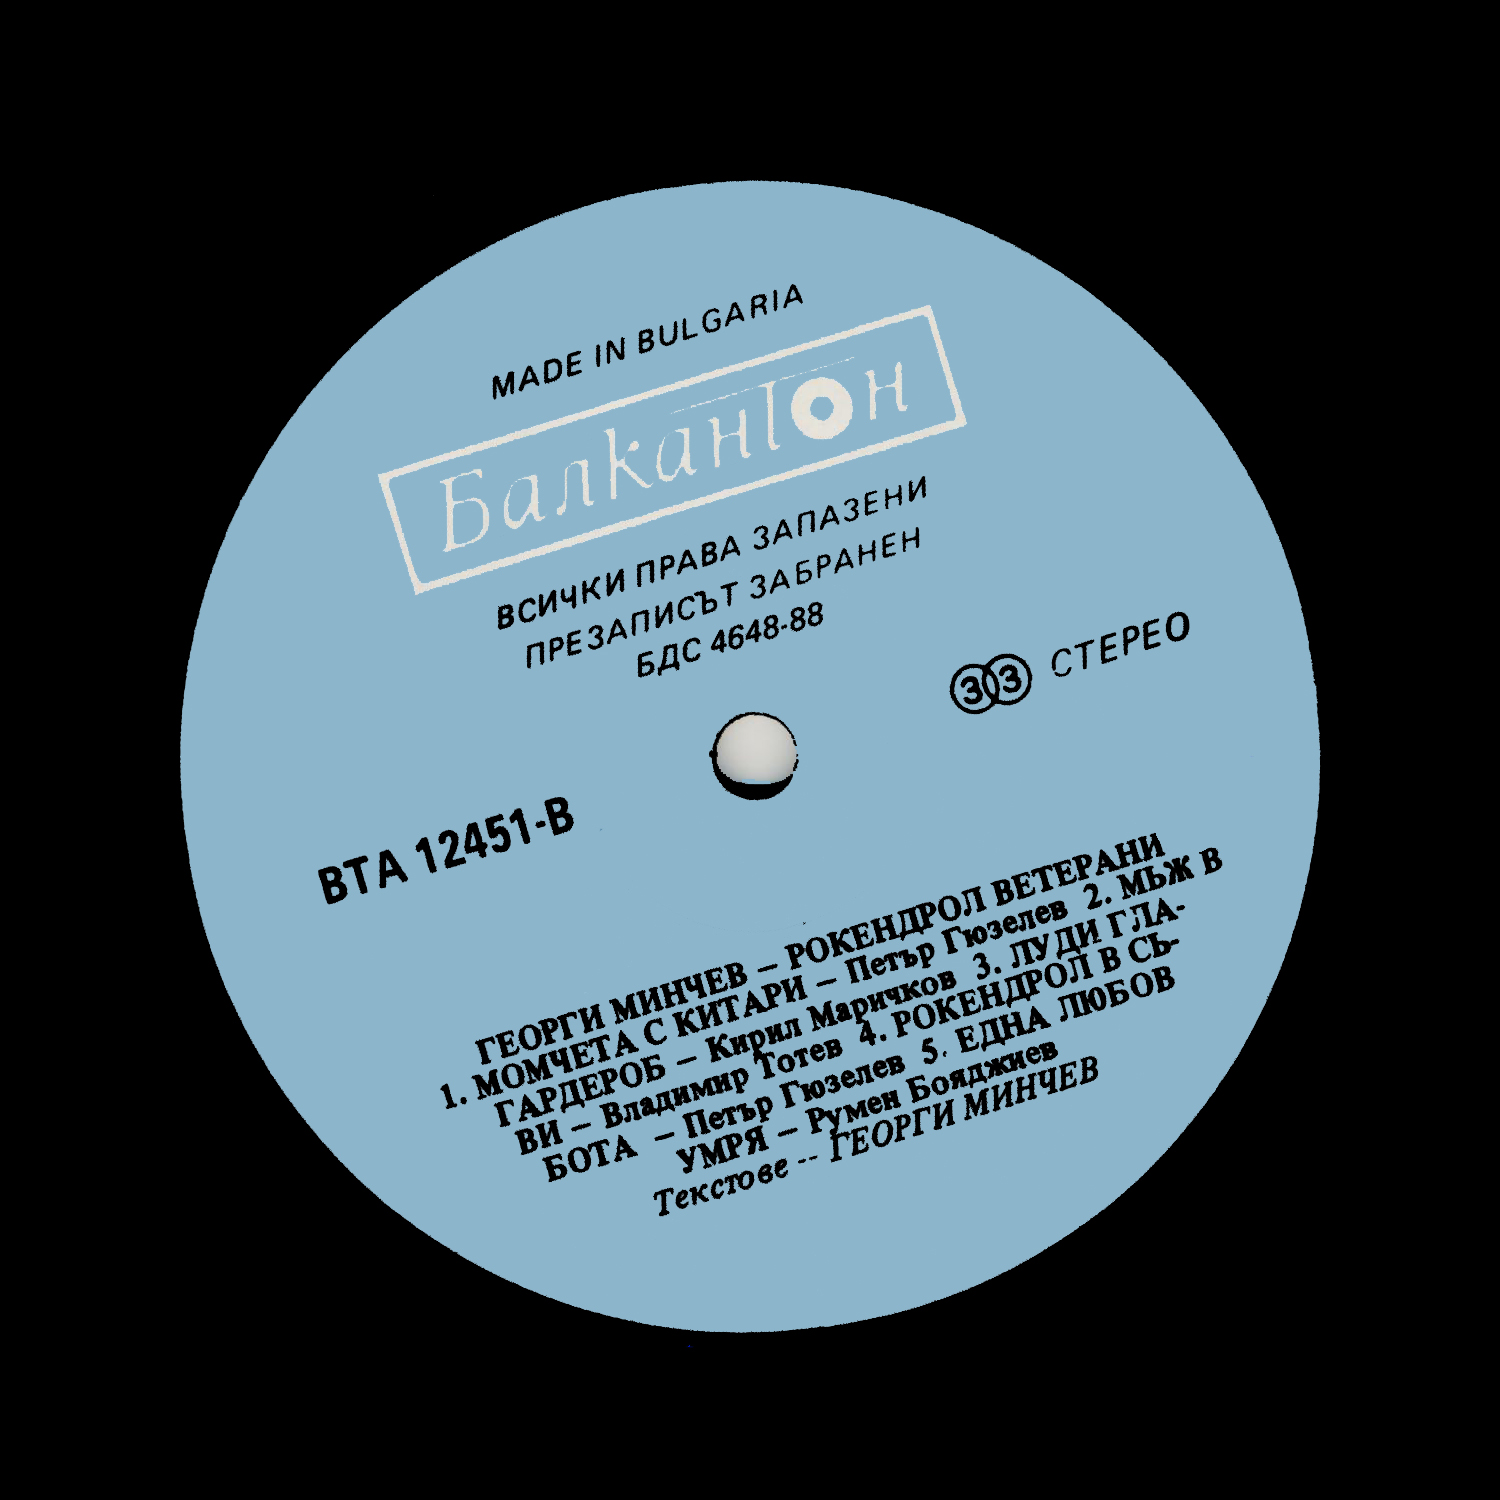 MADE IN BULGARIA
Балкантон
ВСИЧКИ ПРАВА ЗАПАЗЕНИ
ПРЕЗАПИСЪТ ЗАБРАНЕН
БДС 4648-88
33 СТЕРЕО
ВТА 12451-В
ГЕОРГИ МИНЧЕВ – РОКЕНДРОЛ ВЕТЕРАНИ
1. МОМЧЕТА С КИТАРИ – Петър Гюзелев 2. МЪЖ В
ГАРДЕРОБ – Кирил Маричков 3. ЛУДИ ГЛА-
ВИ – Владимир Тотев 4. РОКЕНДРОЛ В СЪ-
БОТА – Петър Гюзелев 5. ЕДНА ЛЮБОВ
УМРЯ – Румен Бояджиев
Текстове -- ГЕОРГИ МИНЧЕВ